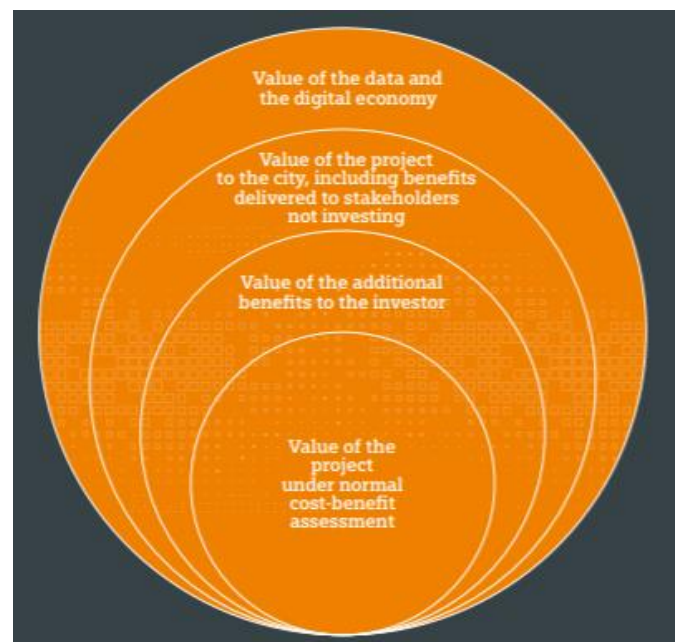 Value of the data and
the digital economy
Value of the project
to the city, including benefits
delivered to stakeholders
not investing
Value of the additional
benefits to the investor
Value of the
project
under normal
cost-benefit
assessment